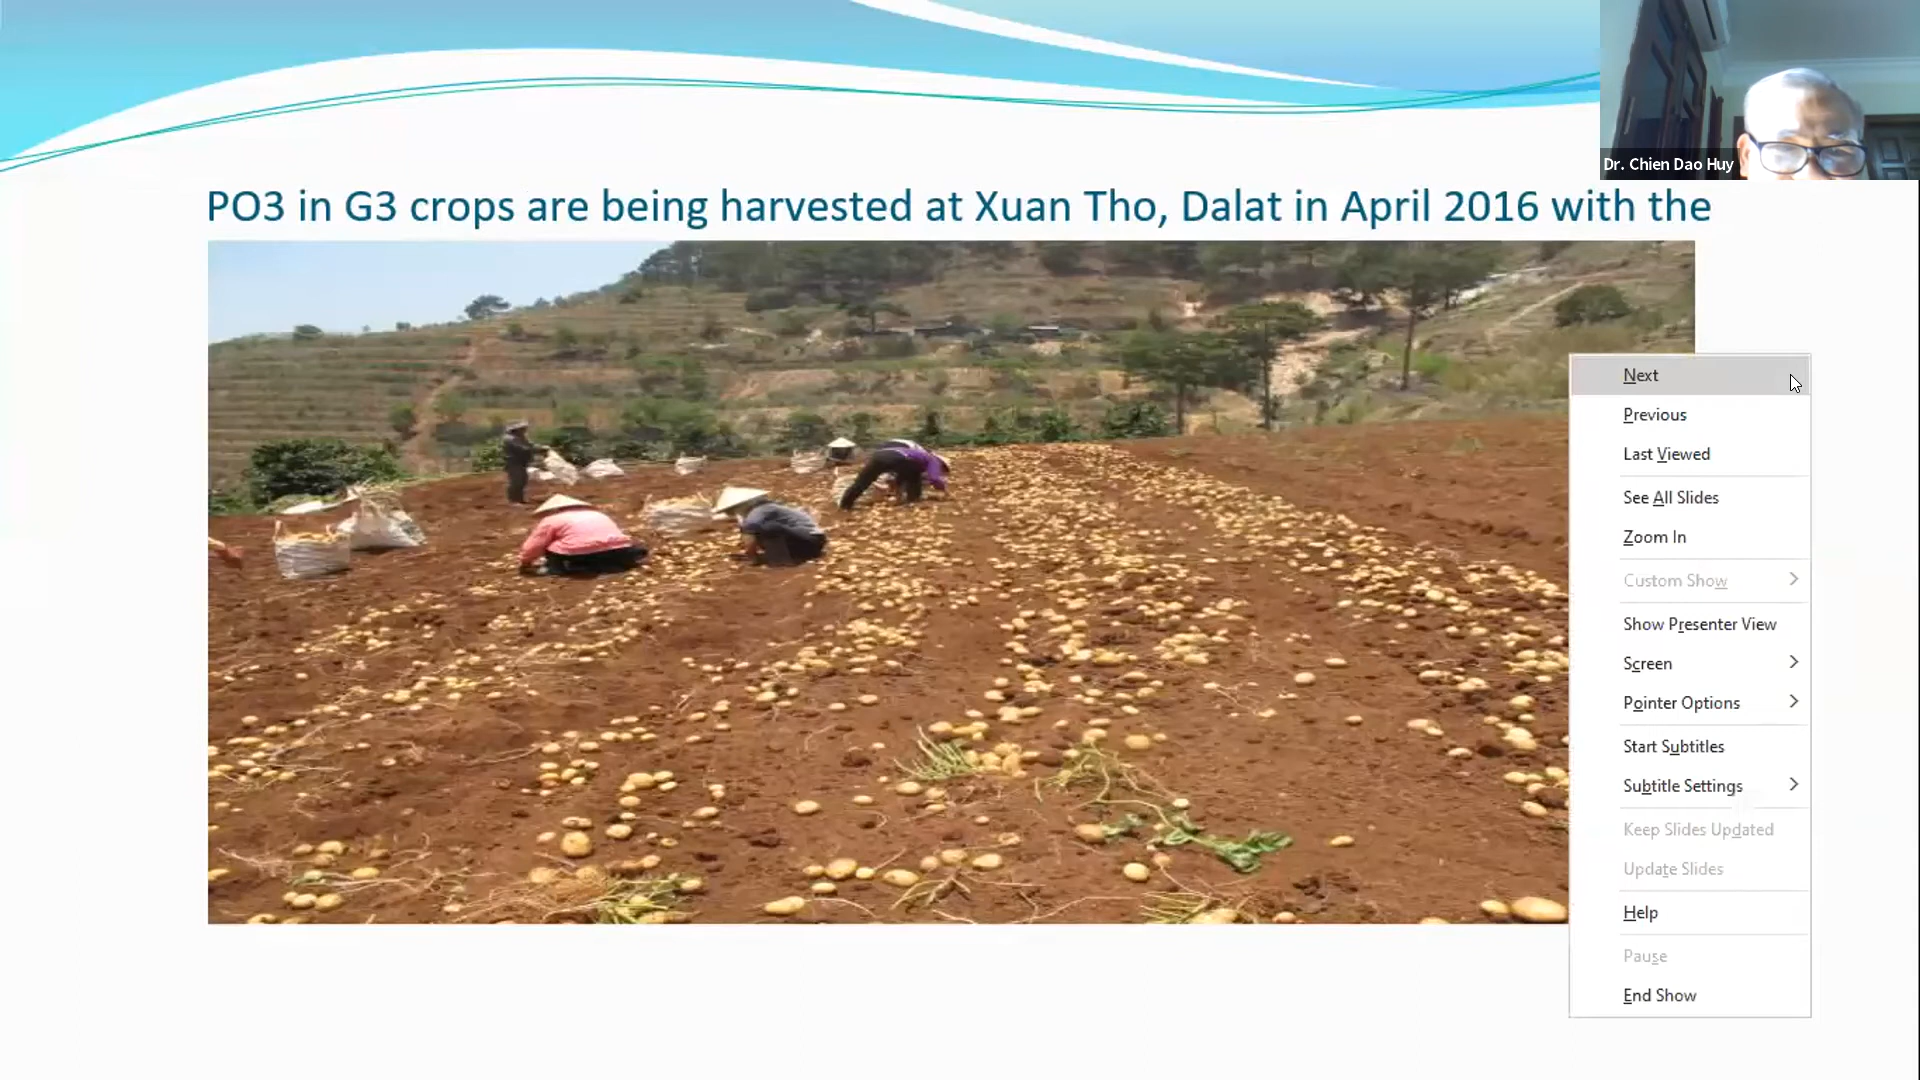 Dr. Chien Dao Huy
PO3 in G3 crops are being harvested at Xuan Tho, Dalat in April 2016 with the
Next
Previous
Last Viewed
See All Slides
Zoom In
Custom Show
Show Presenter View
Screen
Pointer Options
Start Subtitles
Subtitle Settings
Keep Slides Updated
Update Slides
Help
Pause
End Show